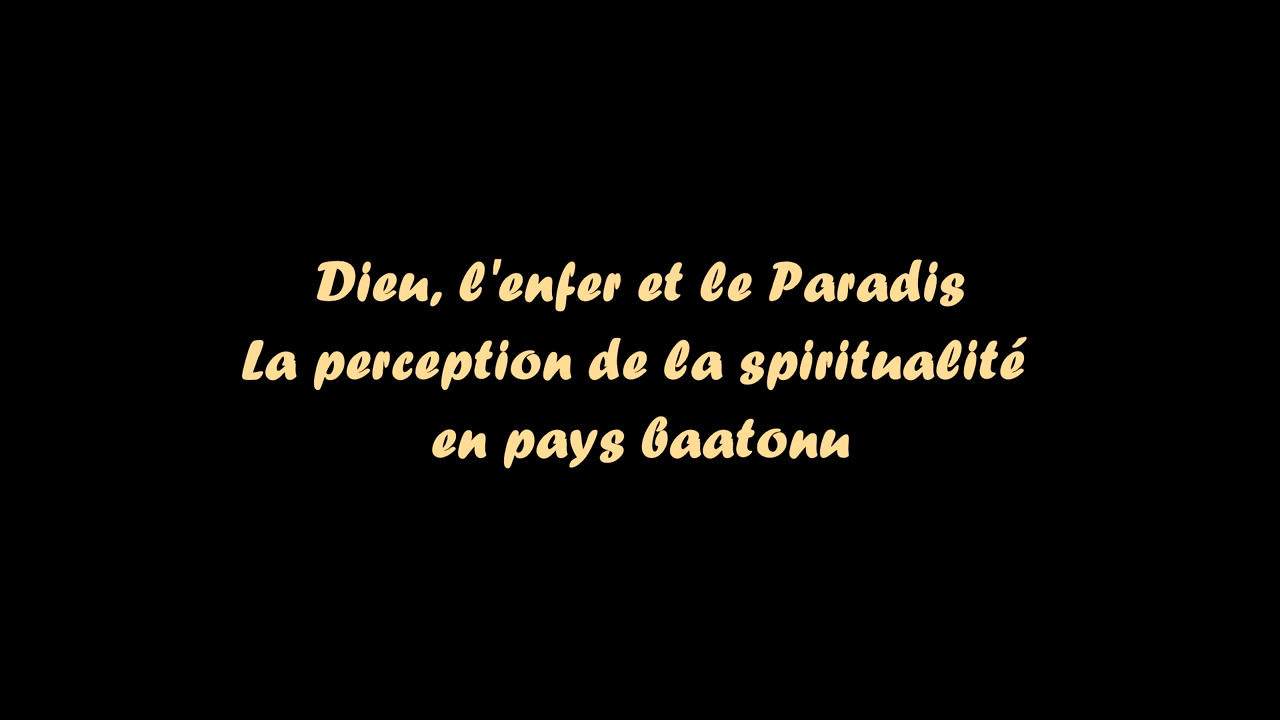 Dieu, l'enfer et le Paradis
La perception de la spiritualité
en pays baatonu